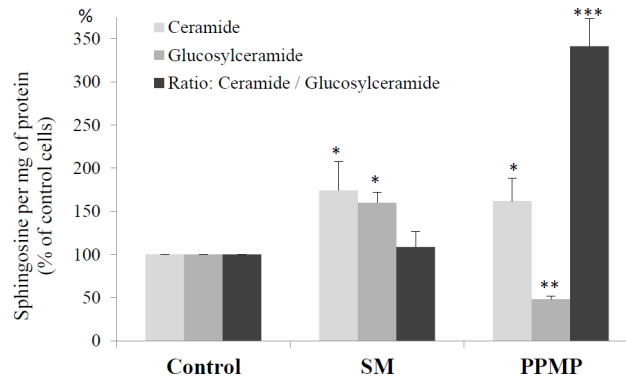 %
Ceramide
Glucosylceramide
Ratio: Ceramide / Glucosylceramide
Sphingosine per mg of protein
(% of control cells)
350
300
250
200
150
100
50
0
*
*
*
**
***
Control SM PPMP